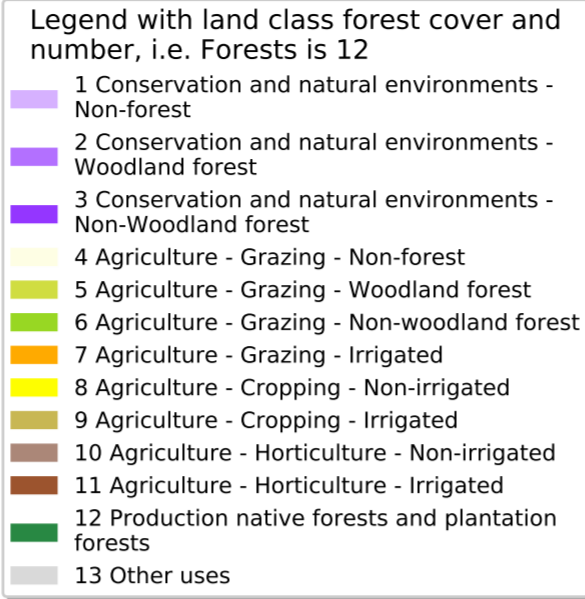 Legend with land class forest cover and
number, i.e. Forests is 12
1 Conservation and natural environments -
Non-forest
2 Conservation and natural environments -
Woodland forest
3 Conservation and natural environments -
Non-Woodland forest
4 Agriculture - Grazing - Non-forest
5 Agriculture - Grazing - Woodland forest
6 Agriculture - Grazing - Non-woodland forest
7 Agriculture - Grazing - Irrigated
8 Agriculture - Cropping - Non-irrigated
9 Agriculture - Cropping - Irrigated
10 Agriculture - Horticulture - Non-irrigated
11 Agriculture - Horticulture - Irrigated
12 Production native forests and plantation
forests
13 Other uses